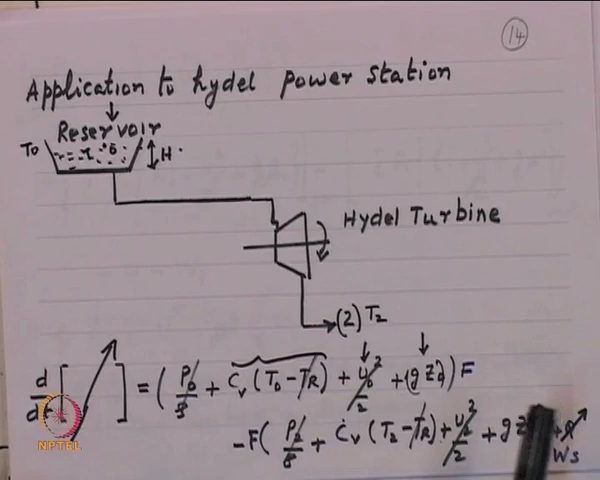 14
Application to hydel power station
Reservoir
To
H
Hydel Turbine
(2) T2
d/dt [ ] = ( P0/ρ + Cv (T0 - TR) + u0²/2 + (g Z0) ) F
- F ( P2/ρ + Cv (T2 - TR) + u2²/2 + g
Ws
NPTEL